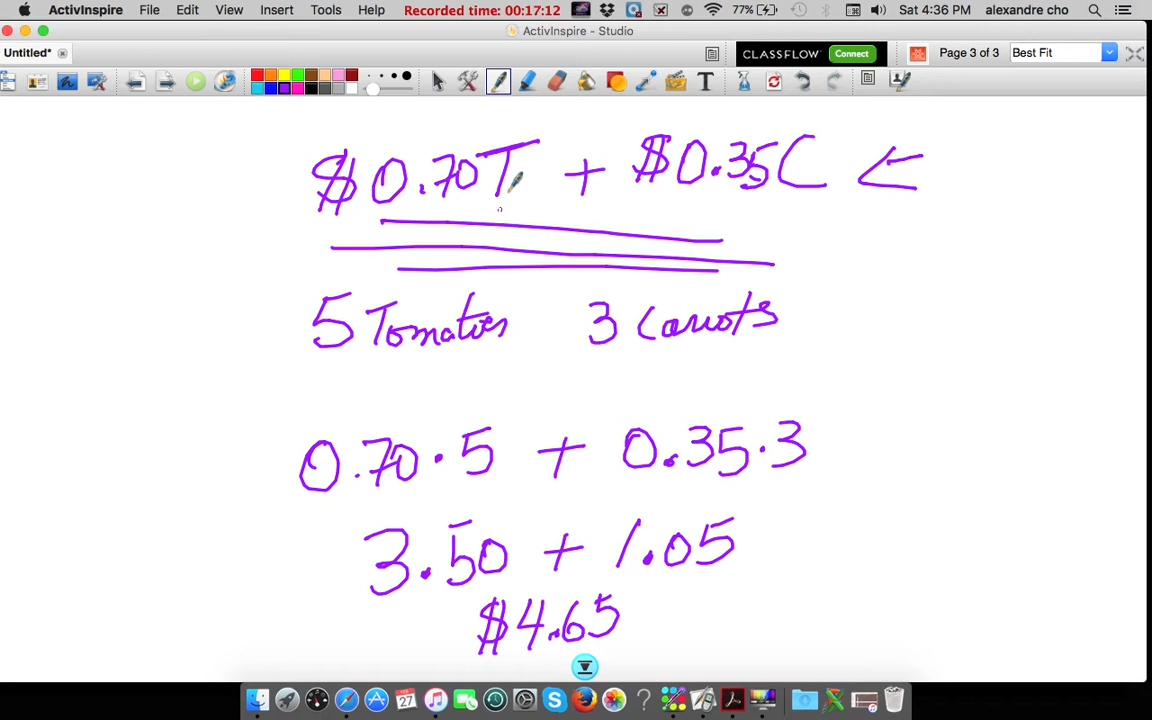 ActivInspire File Edit View Insert Tools Recorded time: 00:17:12 77% Sat 4:36 PM alexandre cho
ActivInspire - Studio
Untitled* CLASSFLOW Connect Page 3 of 3 Best Fit
T
$0.70T + $0.35C ←
5 Tomatoes 3 Carrots
0.70 · 5 + 0.35 · 3
3.50 + 1.05
$4.65
27